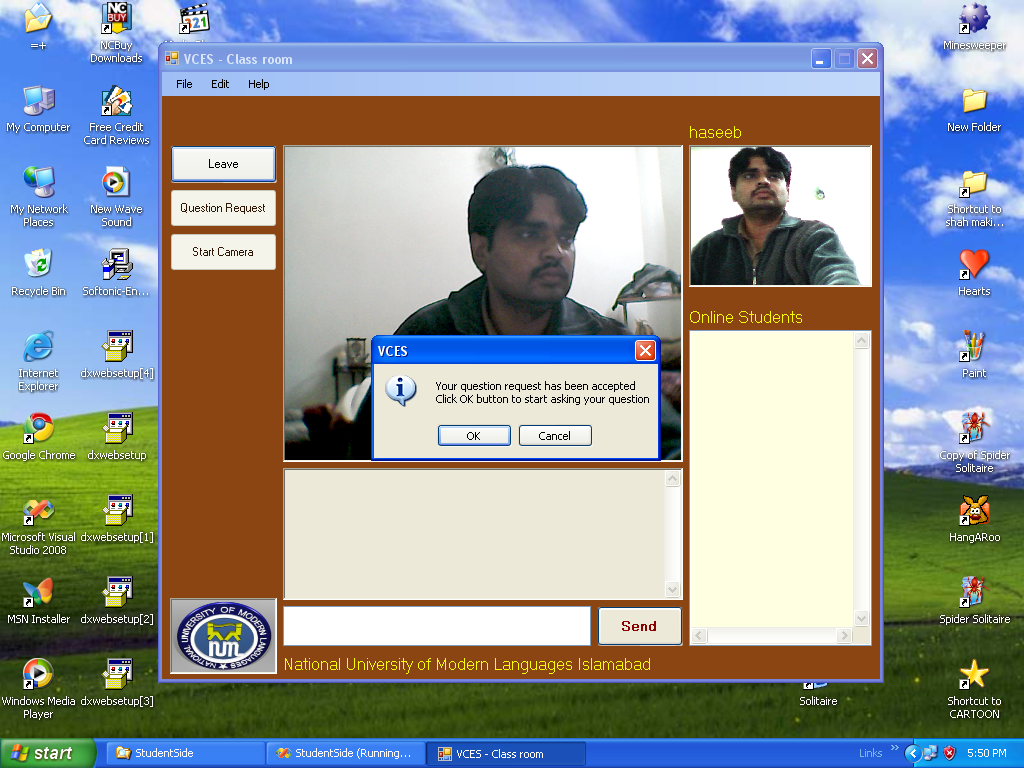 =+
NCBuy
Downloads
My Computer
Free Credit
Card Reviews
My Network
Places
New Wave
Sound
Recycle Bin
Softonic-En...
Internet
Explorer
dxwebsetup[4]
Google Chrome
dxwebsetup
Microsoft Visual
Studio 2008
dxwebsetup[1]
MSN Installer
dxwebsetup[2]
Windows Media
Player
dxwebsetup[3]
NC
BUY
321
VCES - Class room
File Edit Help
Leave
Question Request
Start Camera
haseeb
Online Students
VCES
Your question request has been accepted
Click OK button to start asking your question
OK Cancel
Send
NATIONAL UNIVERSITY OF MODERN LANGUAGES
National University of Modern Languages Islamabad
Minesweeper
New Folder
Shortcut to
shah maki...
Hearts
Paint
Copy of Spider
Solitaire
HangARoo
Spider Solitaire
Solitaire
Shortcut to
CARTOON
start
StudentSide
StudentSide (Running...
VCES - Class room
Links »
5:50 PM